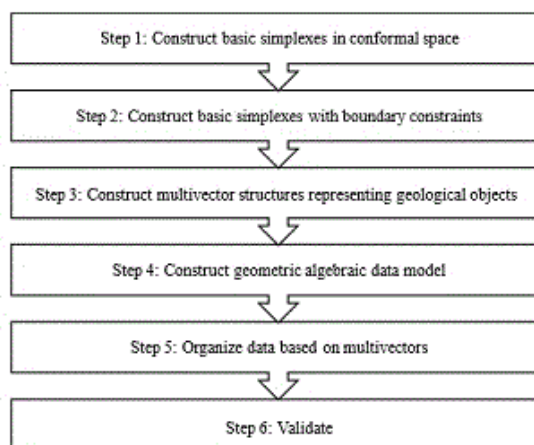 Step 1: Construct basic simplexes in conformal space
Step 2: Construct basic simplexes with boundary constraints
Step 3: Construct multivector structures representing geological objects
Step 4: Construct geometric algebraic data model
Step 5: Organize data based on multivectors
Step 6: Validate